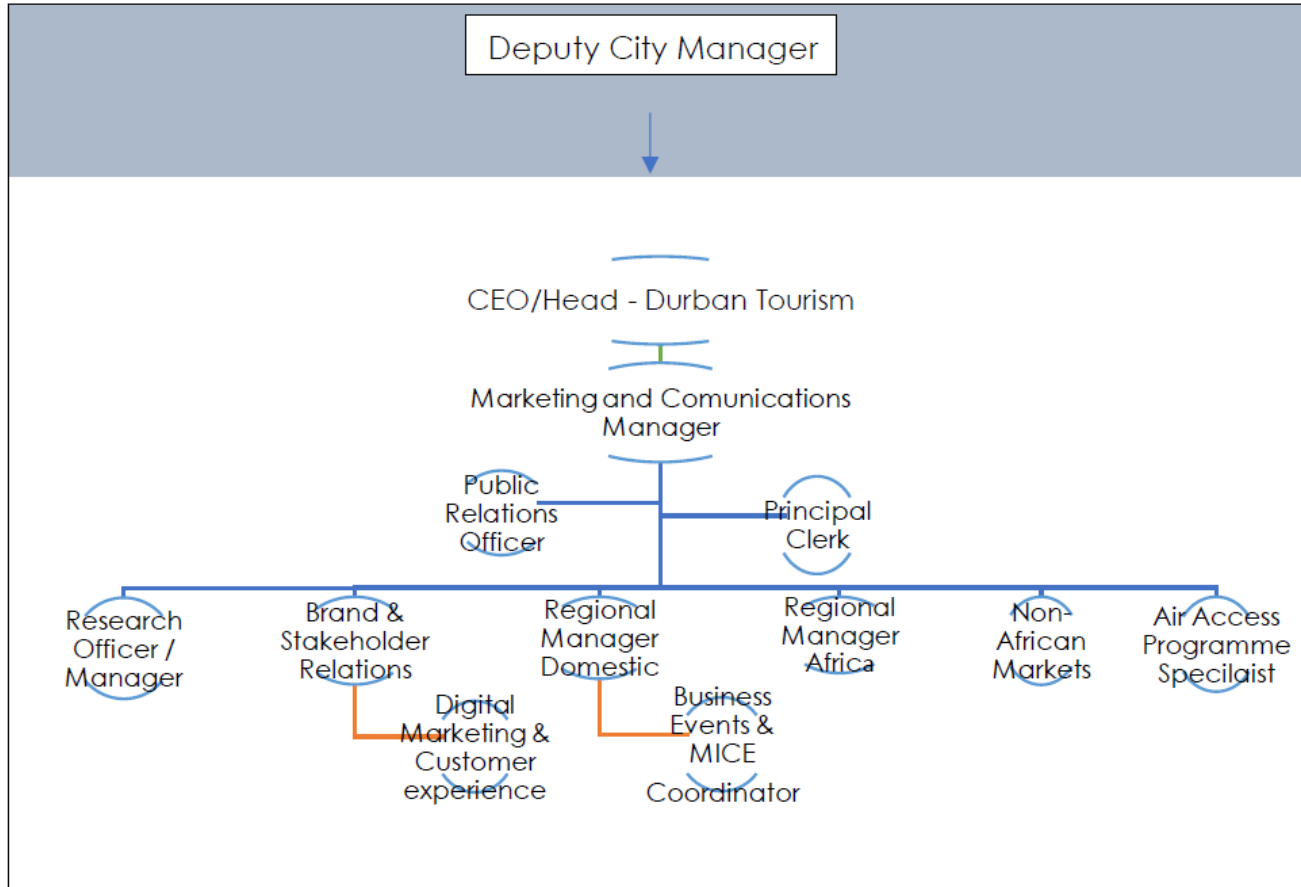 Deputy City Manager
CEO/Head - Durban Tourism
Marketing and Comunications
Manager
Public
Relations
Officer
Principal
Clerk
Research
Officer /
Manager
Brand &
Stakeholder
Relations
Regional
Manager
Domestic
Regional
Manager
Africa
Non-
African
Markets
Air Access
Programme
Specilaist
Digital
Marketing &
Customer
experience
Business
Events &
MICE
Coordinator